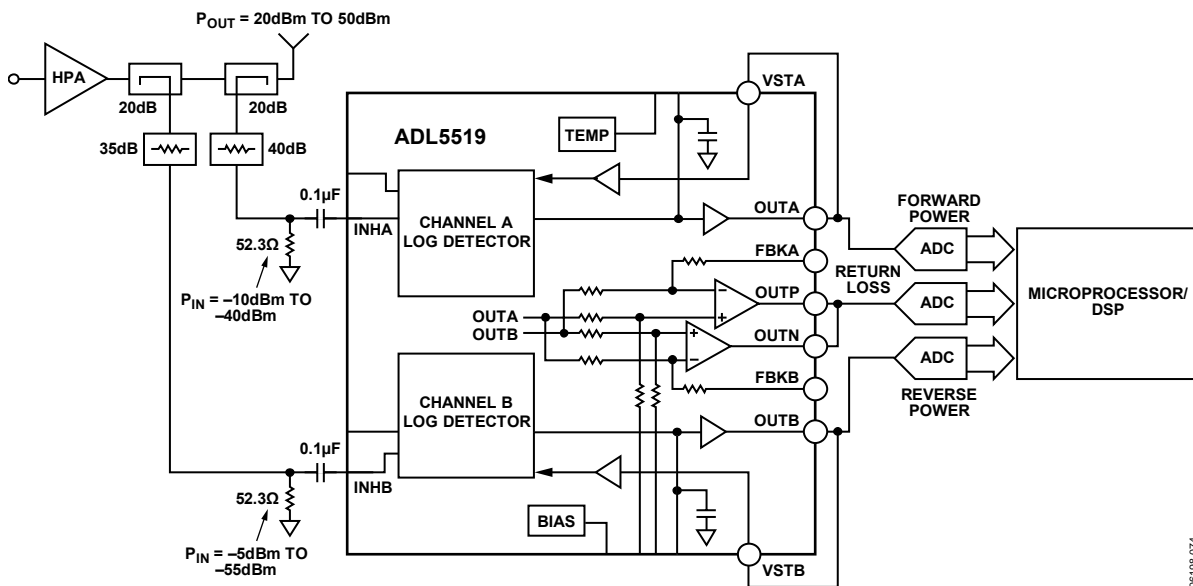 P_OUT = 20dBm TO 50dBm
HPA
20dB
20dB
35dB
40dB
0.1µF
52.3Ω
P_IN = –10dBm TO
–40dBm
INHA
ADL5519
TEMP
VSTA
CHANNEL A
LOG DETECTOR
OUTA
FBKA
OUTA
OUTB
OUTP
OUTN
FBKB
CHANNEL B
LOG DETECTOR
OUTB
0.1µF
INHB
52.3Ω
P_IN = –5dBm TO
–55dBm
BIAS
VSTB
FORWARD
POWER
ADC
RETURN
LOSS
ADC
ADC
REVERSE
POWER
MICROPROCESSOR/
DSP
06198-074